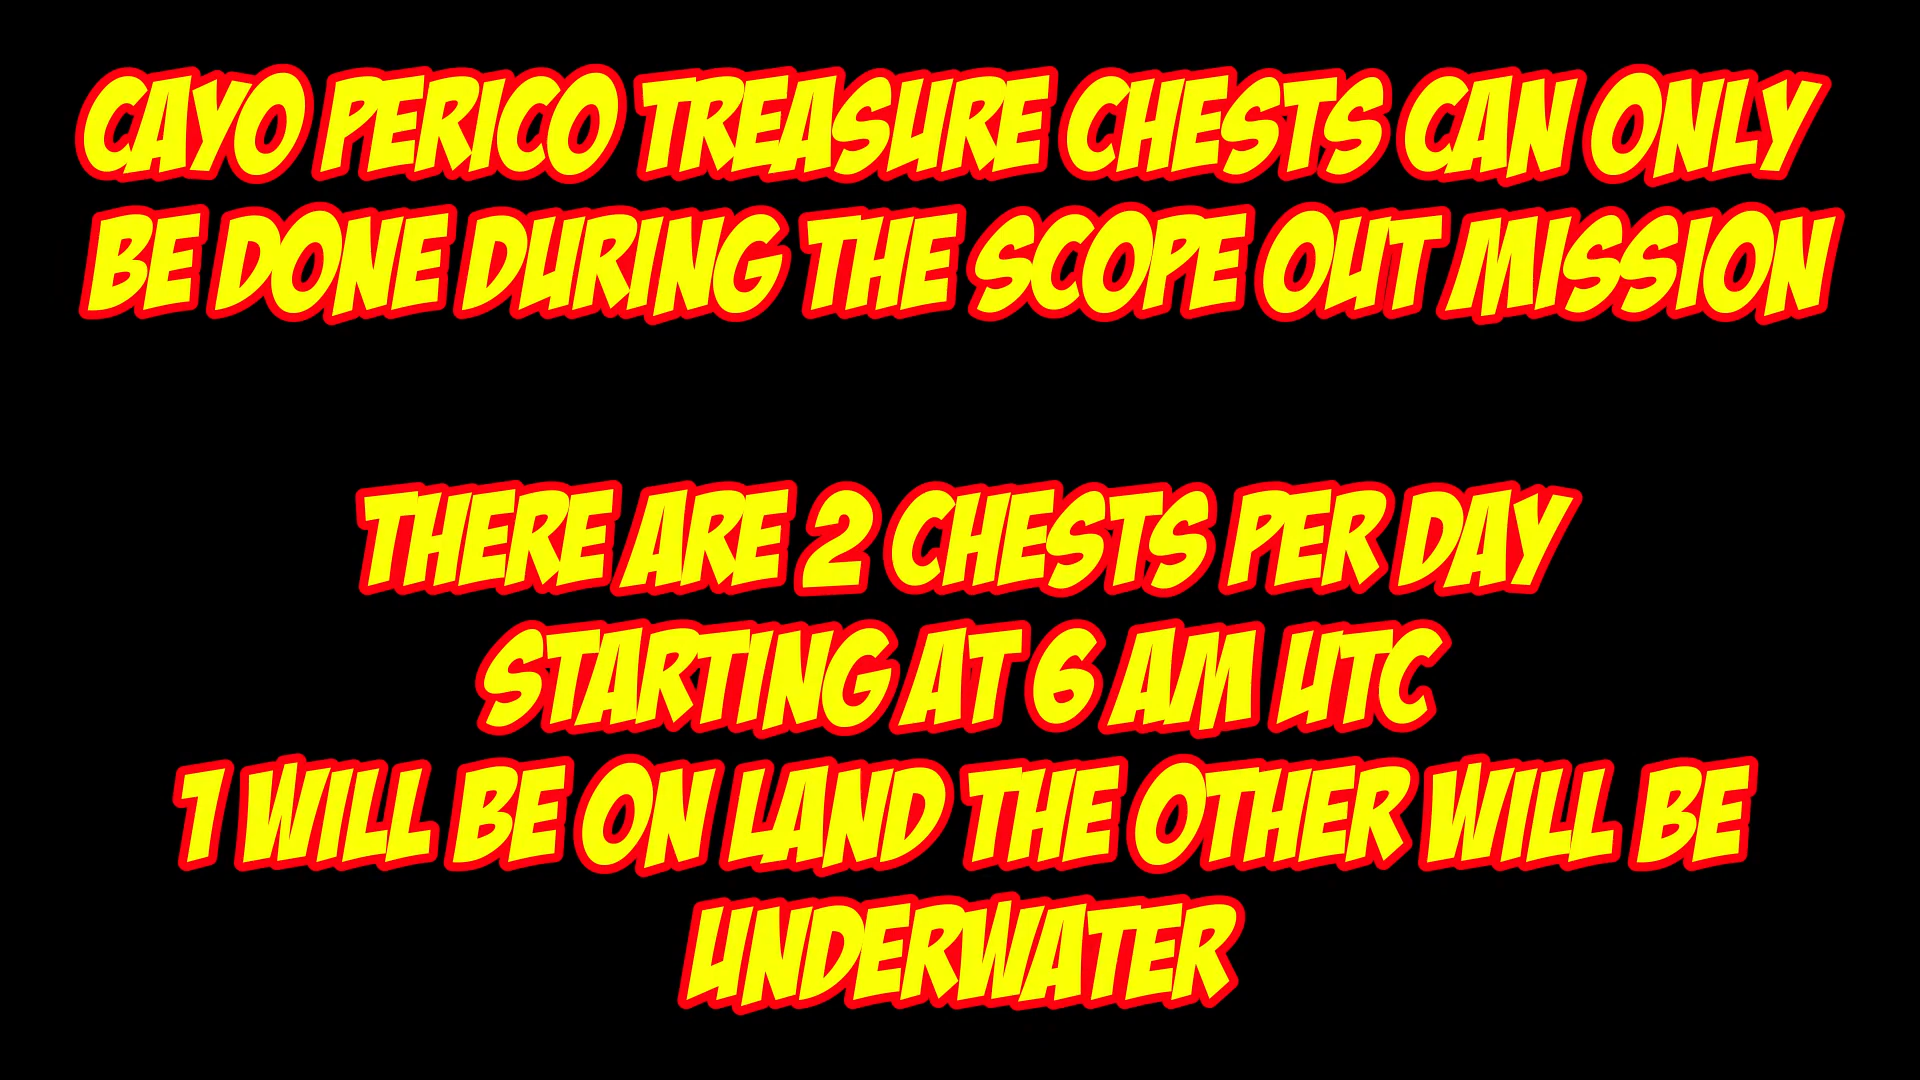 CAYO PERICO TREASURE CHESTS CAN ONLY
BE DONE DURING THE SCOPE OUT MISSION
THERE ARE 2 CHESTS PER DAY
STARTING AT 6 AM UTC
1 WILL BE ON LAND THE OTHER WILL BE
UNDERWATER